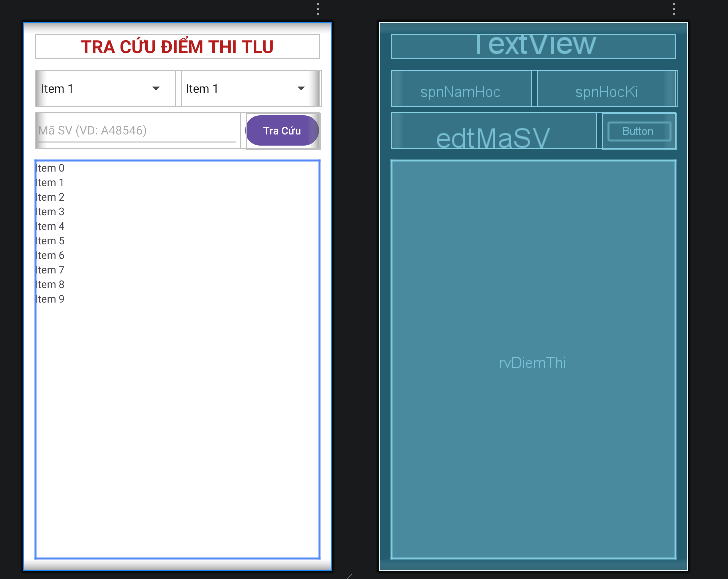 TRA CỨU ĐIỂM THI TLU
Item 1
Item 1
Mã SV (VD: A48546)
Tra Cứu
Item 0
Item 1
Item 2
Item 3
Item 4
Item 5
Item 6
Item 7
Item 8
Item 9
TextView
spnNamHoc
spnHocKi
edtMaSV
Button
rvDiemThi